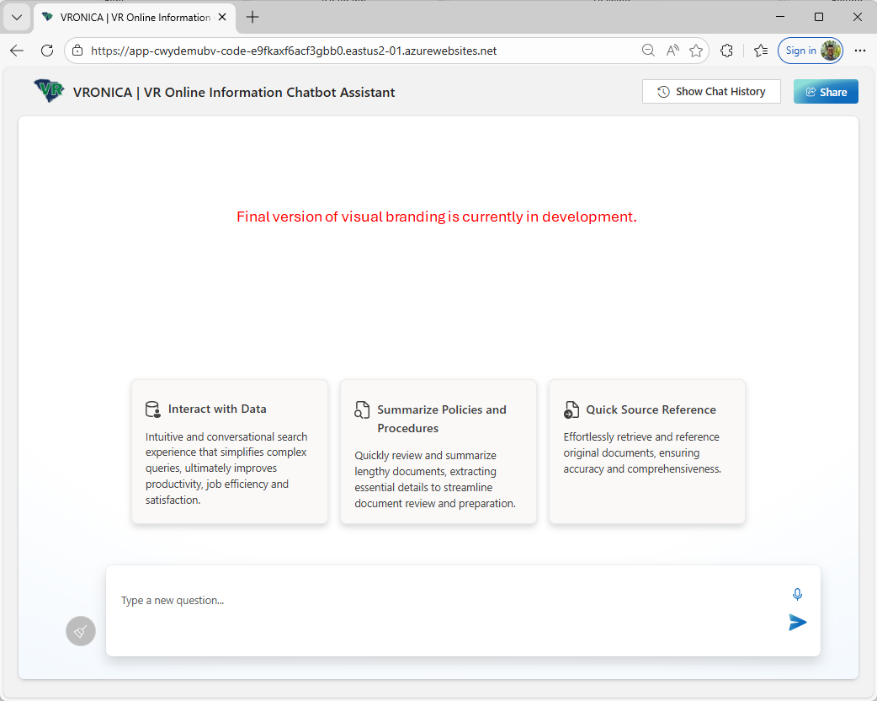 VRONICA | VR Online Information
https://app-cwydemubv-code-e9fkaxf6acf3gbb0.eastus2-01.azurewebsites.net
Sign in
VR
VRONICA | VR Online Information Chatbot Assistant
Show Chat History
Share
Final version of visual branding is currently in development.
Interact with Data
Intuitive and conversational search
experience that simplifies complex
queries, ultimately improves
productivity, job efficiency and
satisfaction.
Summarize Policies and
Procedures
Quickly review and summarize
lengthy documents, extracting
essential details to streamline
document review and preparation.
Quick Source Reference
Effortlessly retrieve and reference
original documents, ensuring
accuracy and comprehensiveness.
Type a new question...